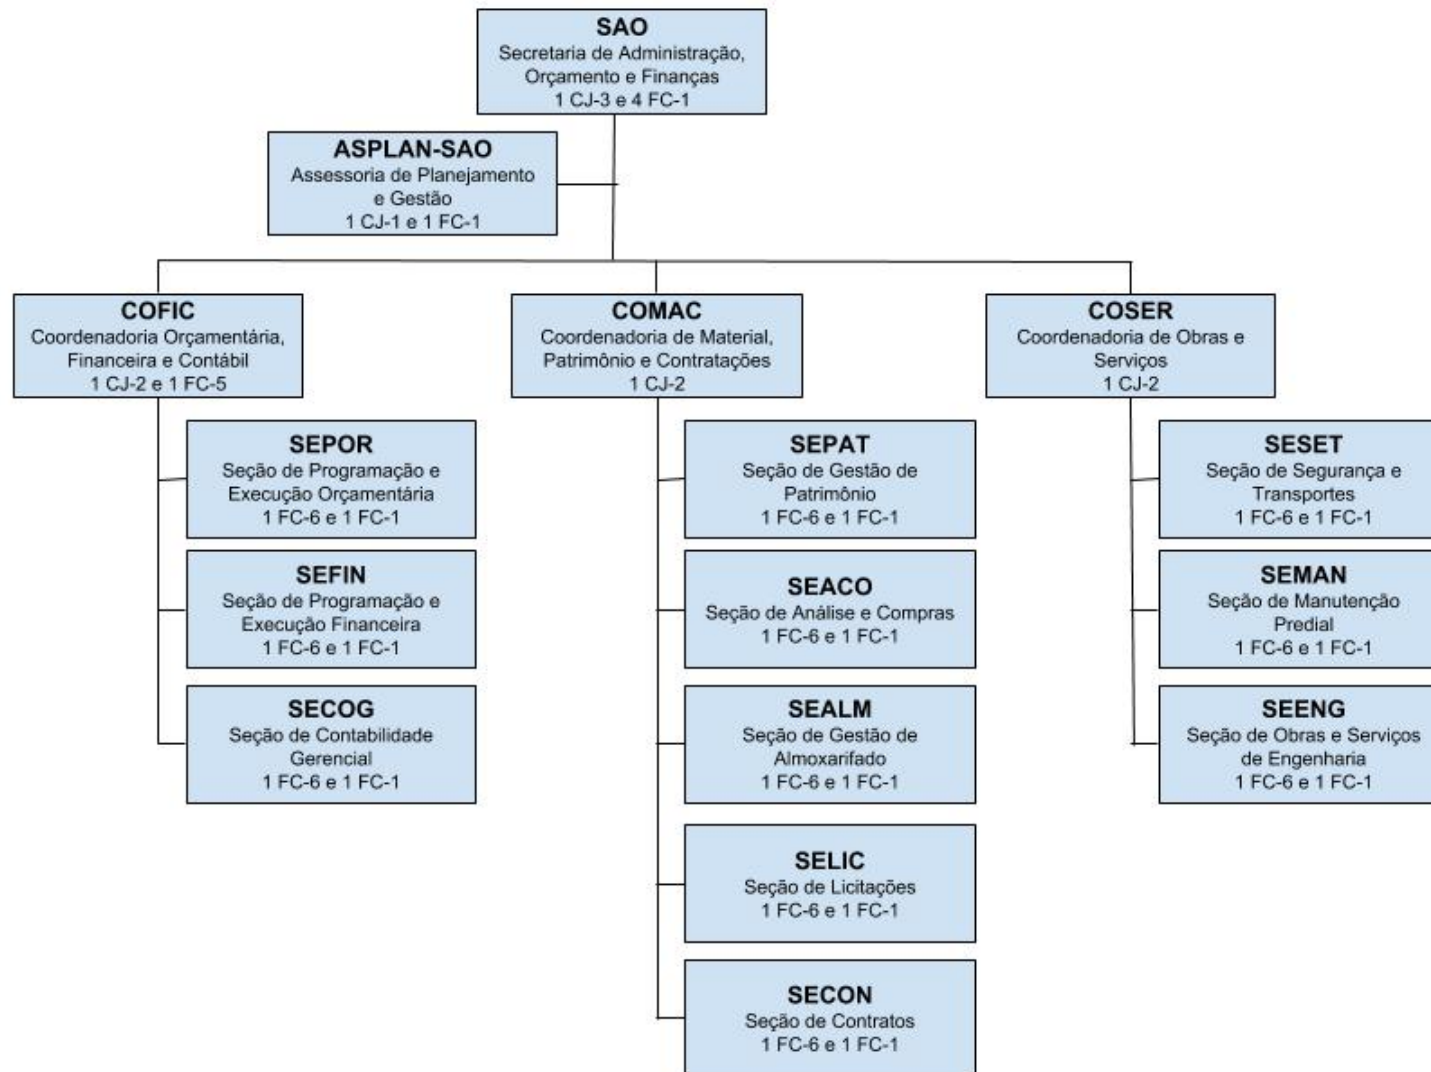 SAO
Secretaria de Administração,
Orçamento e Finanças
1 CJ-3 e 4 FC-1
ASPLAN-SAO
Assessoria de Planejamento
e Gestão
1 CJ-1 e 1 FC-1
COFIC
Coordenadoria Orçamentária,
Financeira e Contábil
1 CJ-2 e 1 FC-5
SEPOR
Seção de Programação e
Execução Orçamentária
1 FC-6 e 1 FC-1
SEFIN
Seção de Programação e
Execução Financeira
1 FC-6 e 1 FC-1
SECOG
Seção de Contabilidade
Gerencial
1 FC-6 e 1 FC-1
COMAC
Coordenadoria de Material,
Patrimônio e Contratações
1 CJ-2
SEPAT
Seção de Gestão de
Patrimônio
1 FC-6 e 1 FC-1
SEACO
Seção de Análise e Compras
1 FC-6 e 1 FC-1
SEALM
Seção de Gestão de
Almoxarifado
1 FC-6 e 1 FC-1
SELIC
Seção de Licitações
1 FC-6 e 1 FC-1
SECON
Seção de Contratos
1 FC-6 e 1 FC-1
COSER
Coordenadoria de Obras e
Serviços
1 CJ-2
SESET
Seção de Segurança e
Transportes
1 FC-6 e 1 FC-1
SEMAN
Seção de Manutenção
Predial
1 FC-6 e 1 FC-1
SEENG
Seção de Obras e Serviços
de Engenharia
1 FC-6 e 1 FC-1